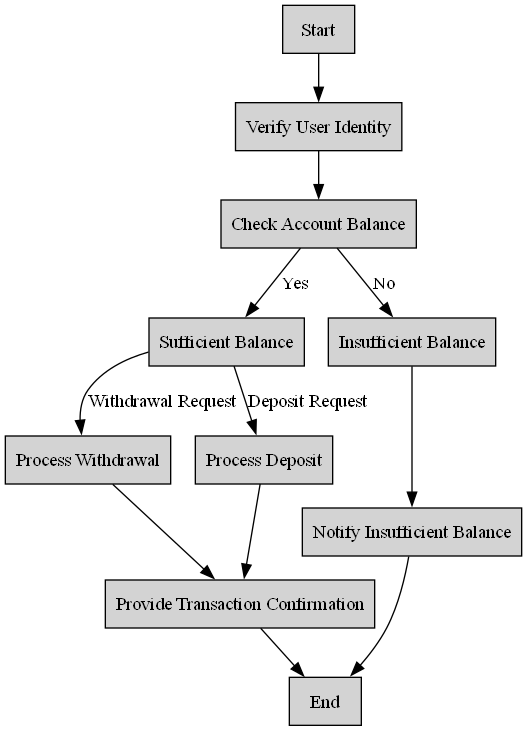 Start
Verify User Identity
Check Account Balance
Yes
No
Sufficient Balance
Insufficient Balance
Withdrawal Request
Deposit Request
Process Withdrawal
Process Deposit
Notify Insufficient Balance
Provide Transaction Confirmation
End